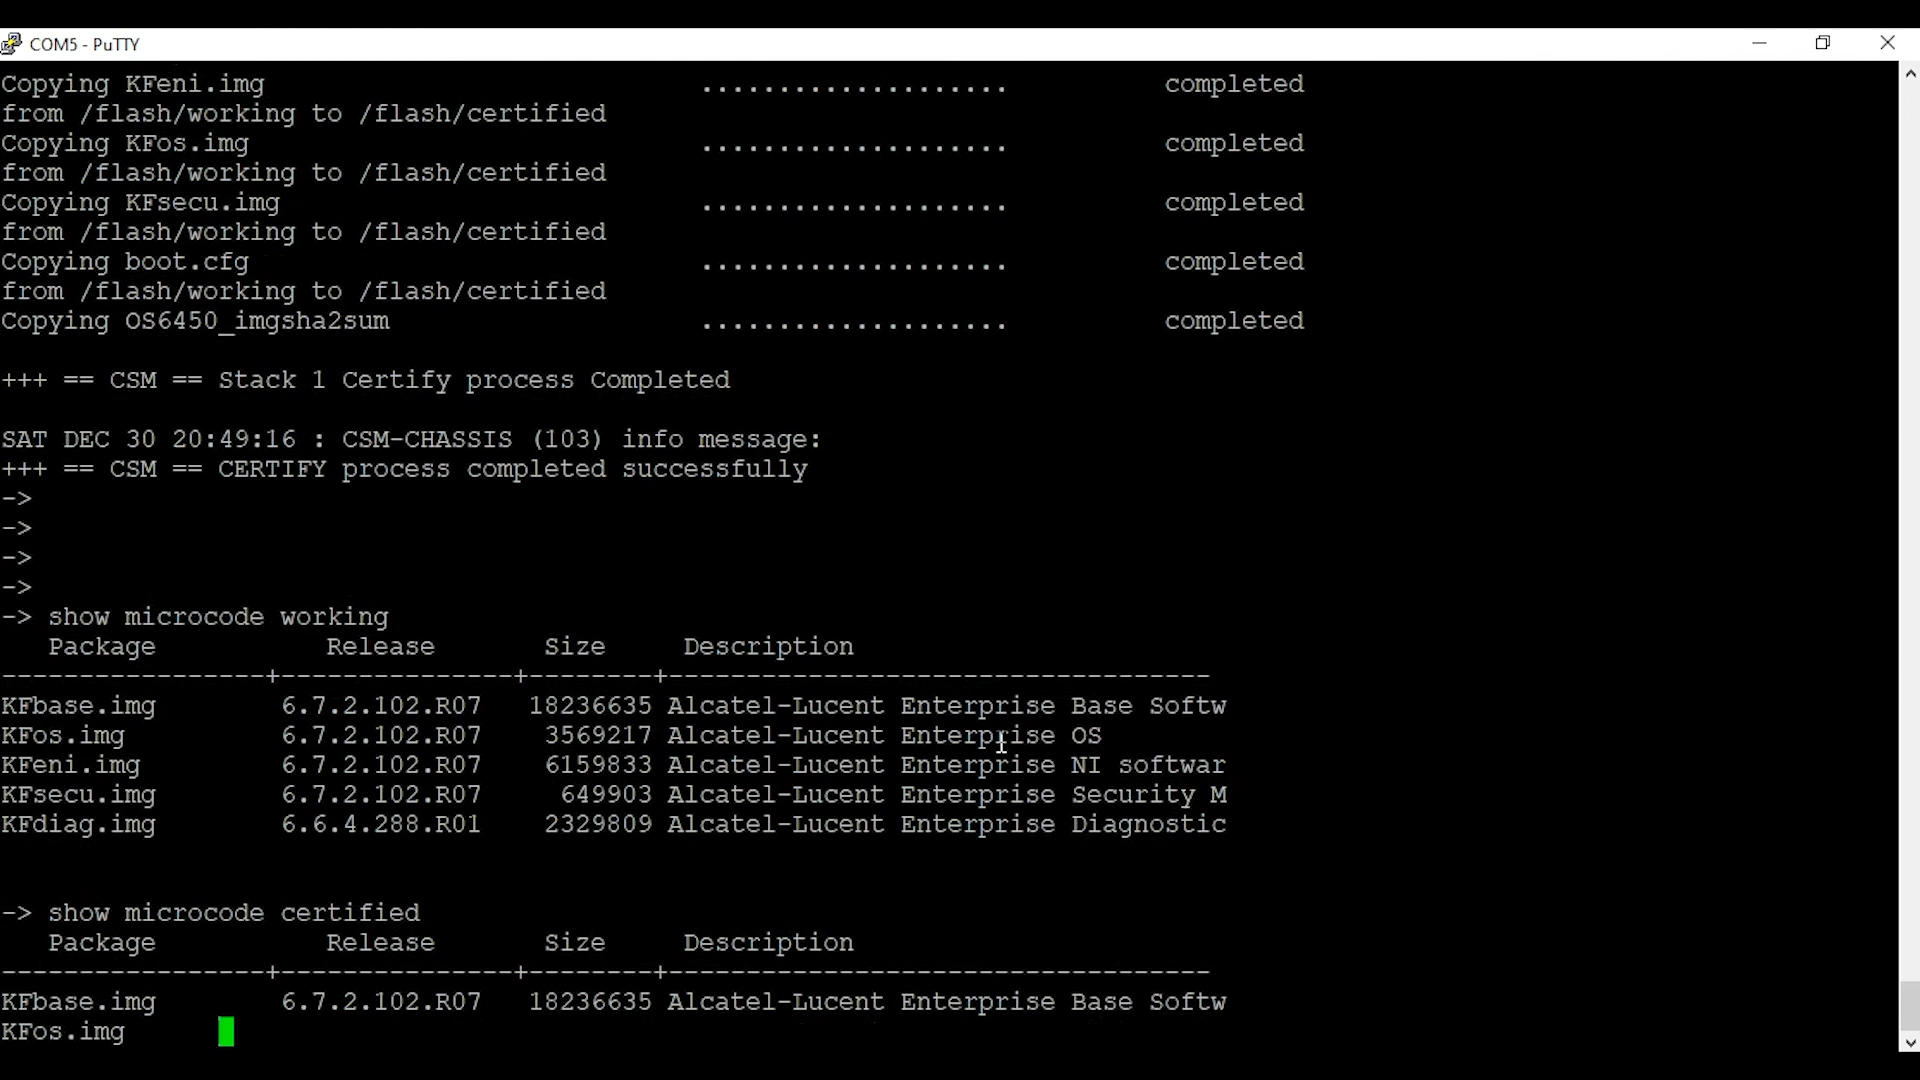 COM5 - PuTTY
Copying KFeni.img .................... completed
from /flash/working to /flash/certified
Copying KFos.img .................... completed
from /flash/working to /flash/certified
Copying KFsecu.img .................... completed
from /flash/working to /flash/certified
Copying boot.cfg .................... completed
from /flash/working to /flash/certified
Copying OS6450_imgsha2sum .................... completed
+++ == CSM == Stack 1 Certify process Completed
SAT DEC 30 20:49:16 : CSM-CHASSIS (103) info message:
+++ == CSM == CERTIFY process completed successfully
->
->
->
->
-> show microcode working
Package Release Size Description
-----------------+---------------+--------+-----------------------------------
KFbase.img 6.7.2.102.R07 18236635 Alcatel-Lucent Enterprise Base Softw
KFos.img 6.7.2.102.R07 3569217 Alcatel-Lucent Enterprise OS
KFeni.img 6.7.2.102.R07 6159833 Alcatel-Lucent Enterprise NI softwar
KFsecu.img 6.7.2.102.R07 649903 Alcatel-Lucent Enterprise Security M
KFdiag.img 6.6.4.288.R01 2329809 Alcatel-Lucent Enterprise Diagnostic
-> show microcode certified
Package Release Size Description
-----------------+---------------+--------+-----------------------------------
KFbase.img 6.7.2.102.R07 18236635 Alcatel-Lucent Enterprise Base Softw
KFos.img